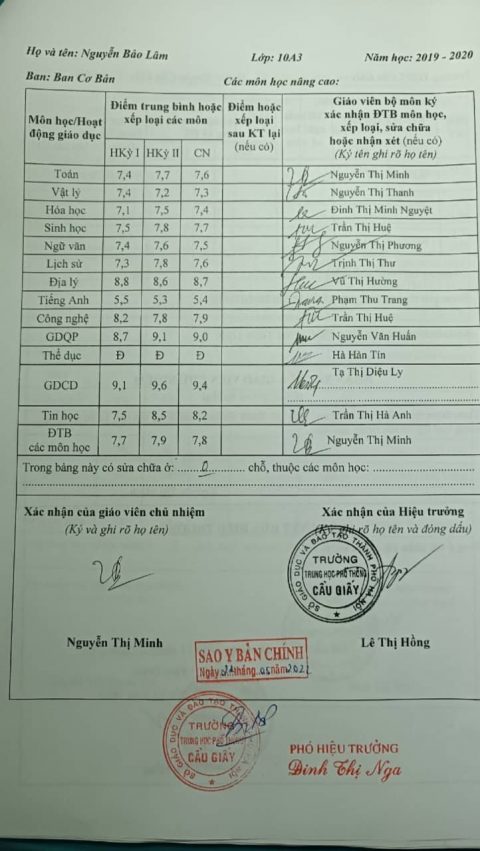 Họ và tên: Nguyễn Bảo Lâm Lớp: 10A3 Năm học: 2019 - 2020
Ban: Ban Cơ Bản Các môn học nâng cao:
Môn học/Hoạt động giáo dục
Điểm trung bình hoặc xếp loại các môn
Điểm hoặc xếp loại sau KT lại (nếu có)
Giáo viên bộ môn ký xác nhận ĐTB môn học, xếp loại, sửa chữa hoặc nhận xét (nếu có) (Ký tên ghi rõ họ tên)
HKỳ I HKỳ II CN
Toán 7,4 7,7 7,6 Nguyễn Thị Minh
Vật lý 7,4 7,2 7,3 Nguyễn Thị Thanh
Hóa học 7,1 7,5 7,4 Đinh Thị Minh Nguyệt
Sinh học 7,5 7,8 7,7 Trần Thị Huệ
Ngữ văn 7,4 7,6 7,5 Nguyễn Thị Phương
Lịch sử 7,3 7,8 7,6 Trịnh Thị Thư
Địa lý 8,8 8,6 8,7 Vũ Thị Hường
Tiếng Anh 5,5 5,3 5,4 Phạm Thu Trang
Công nghệ 8,2 7,8 7,9 Trần Thị Huệ
GDQP 8,7 9,1 9,0 Nguyễn Văn Huấn
Thể dục Đ Đ Đ Hà Hàn Tín
GDCD 9,1 9,6 9,4 Tạ Thị Diệu Ly
Tin học 7,5 8,5 8,2 Trần Thị Hà Anh
ĐTB các môn học 7,7 7,9 7,8 Nguyễn Thị Minh
Trong bảng này có sửa chữa ở: 0 chỗ, thuộc các môn học:
Xác nhận của giáo viên chủ nhiệm Xác nhận của Hiệu trưởng
(Ký và ghi rõ họ tên) (Ký, ghi rõ họ tên và đóng dấu)
SỞ GIÁO DỤC VÀ ĐÀO TẠO THÀNH PHỐ HÀ NỘI
TRƯỜNG
TRUNG HỌC PHỔ THÔNG
CẦU GIẤY
Nguyễn Thị Minh Lê Thị Hồng
SAO Y BẢN CHÍNH
Ngày tháng 05 năm
SỞ GIÁO DỤC VÀ ĐÀO TẠO THÀNH PHỐ HÀ NỘI
TRƯỜNG
TRUNG HỌC PHỔ THÔNG
CẦU GIẤY
PHÓ HIỆU TRƯỞNG
Đinh Thị Nga